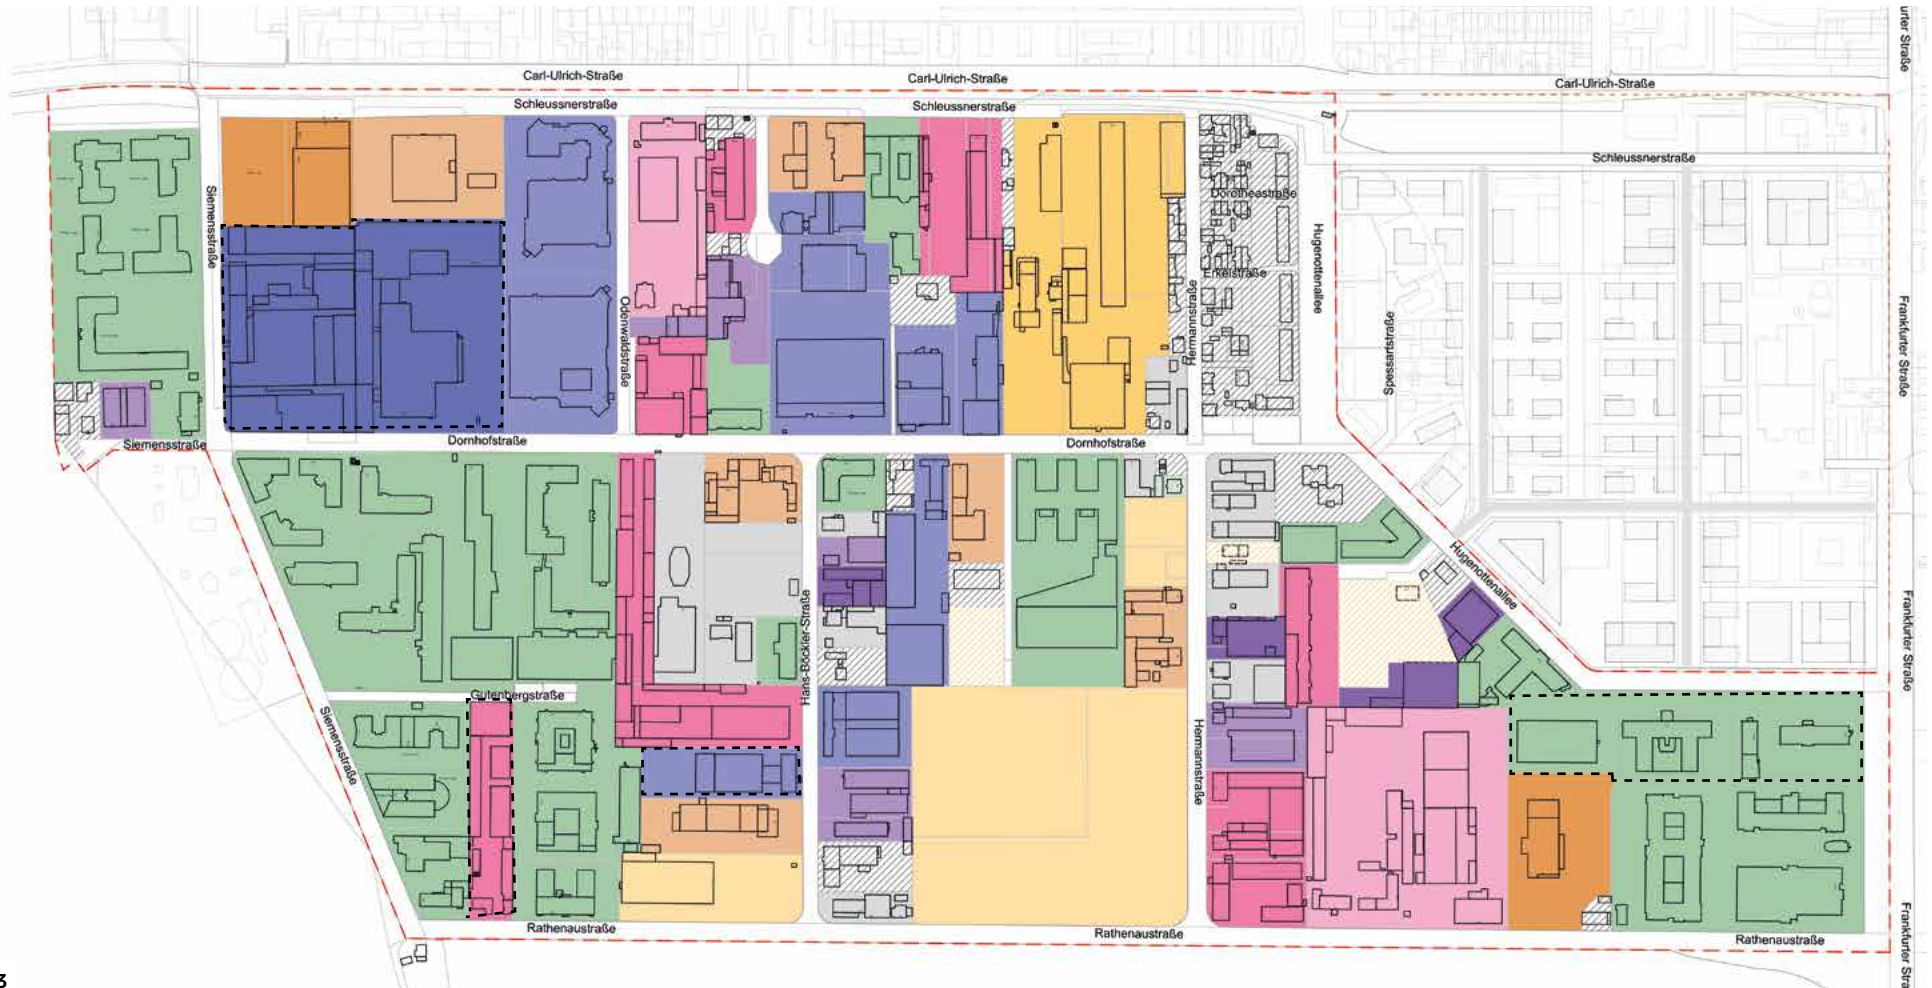 urter Straße
Carl-Ulrich-Straße
Carl-Ulrich-Straße
Carl-Ulrich-Straße
Schleussnerstraße
Schleussnerstraße
Schleussnerstraße
Siemensstraße
Dorotheastraße
Hugenottenallee
Erkelstraße
Odenwaldstraße
Hermannstraße
Spessartstraße
Frankfurter Straße
Siemensstraße
Dornhofstraße
Dornhofstraße
Hugenottenallee
Hans-Böckler-Straße
Frankfurter Straße
Gutenbergstraße
Siemensstraße
Hermannstraße
Rathenaustraße
Rathenaustraße
Rathenaustraße
Frankfurter Stra
3